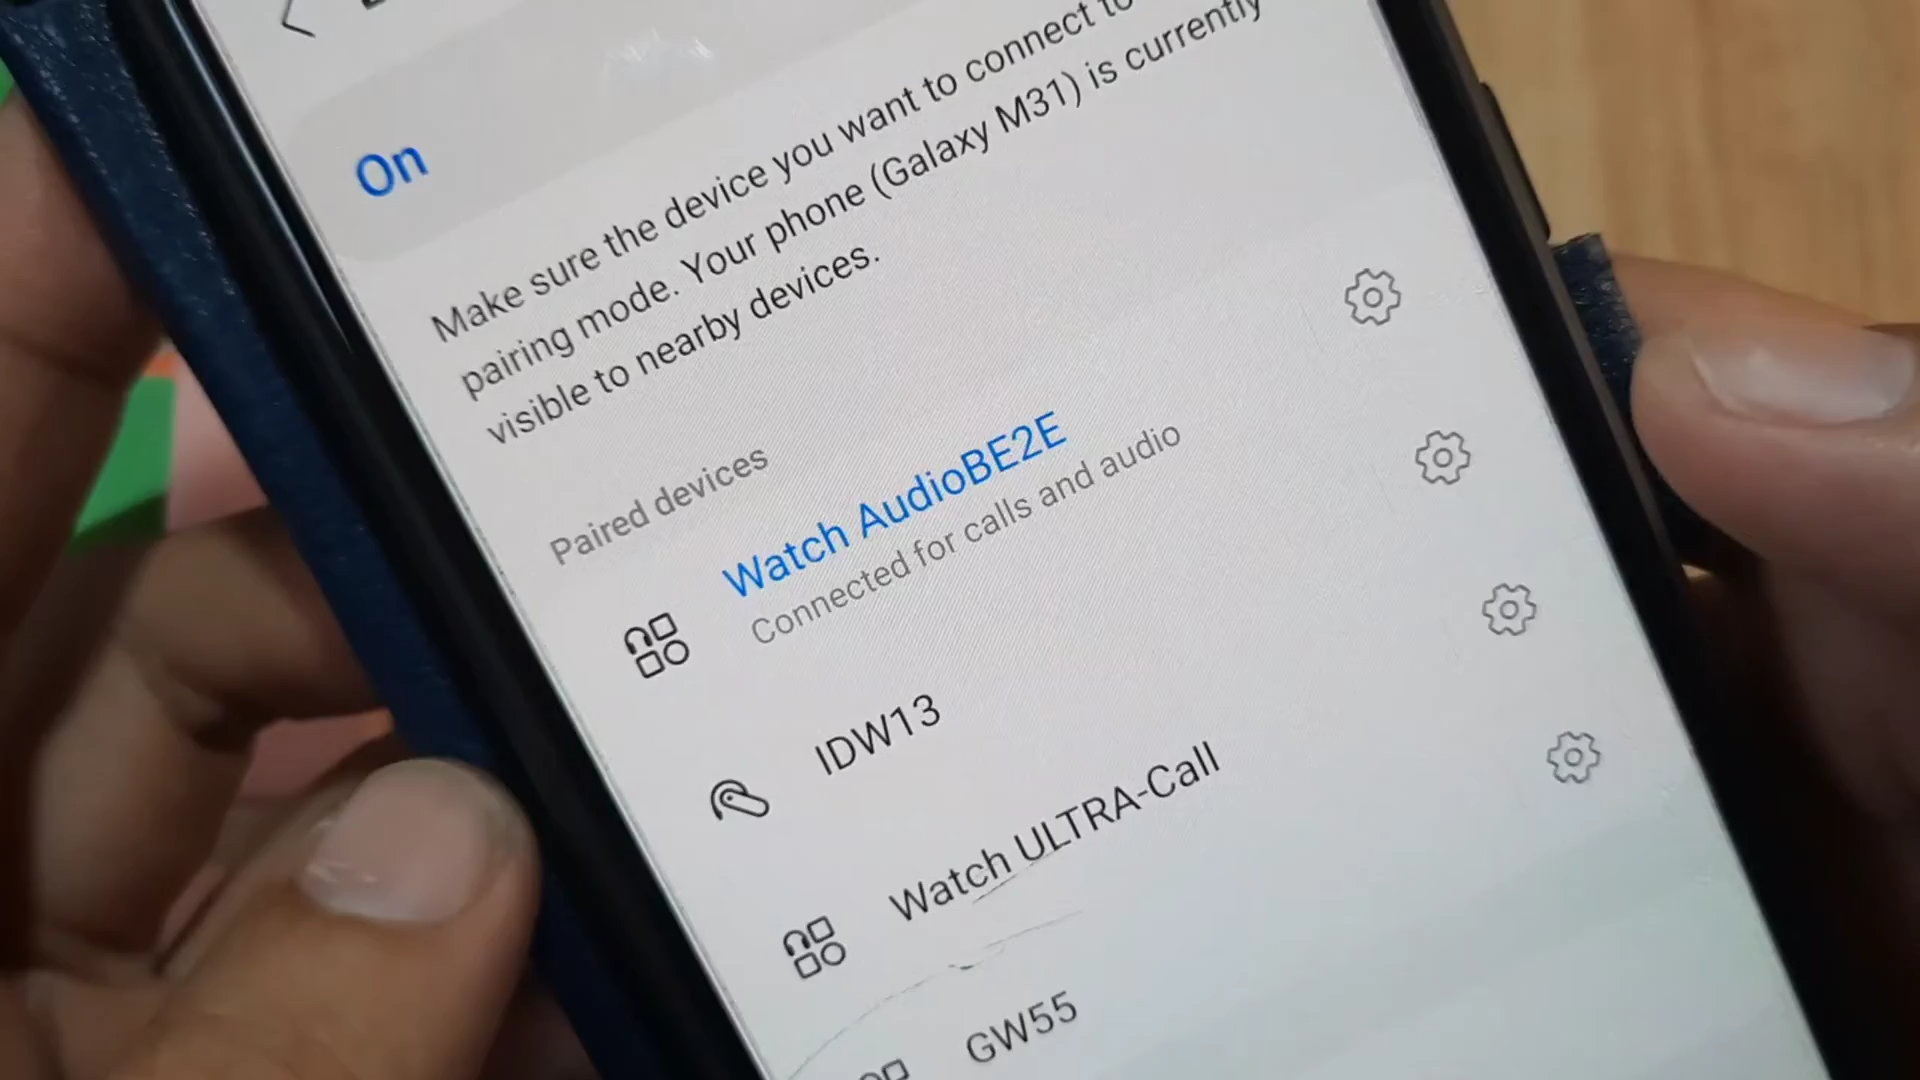 On
Make sure the device you want to connect to
pairing mode. Your phone (Galaxy M31) is currently
visible to nearby devices.
Paired devices
Watch AudioBE2E
Connected for calls and audio
IDW13
Watch ULTRA-Call
GW55